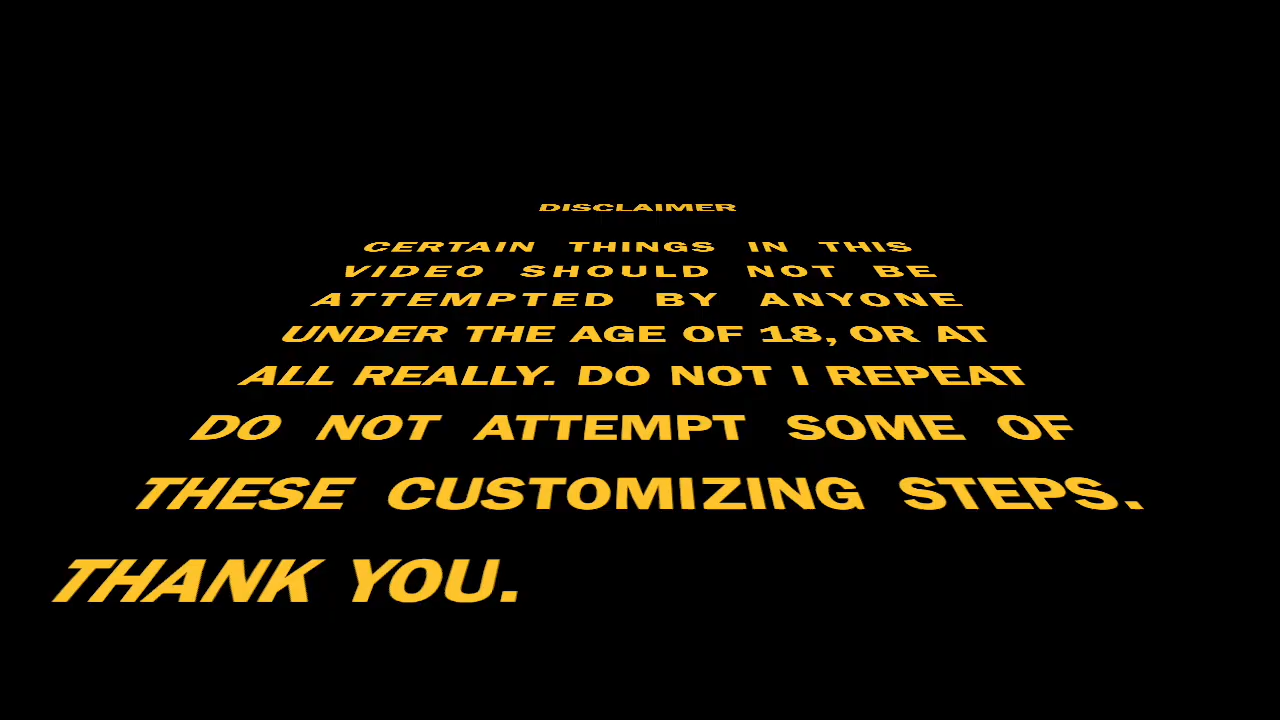 DISCLAIMER
CERTAIN THINGS IN THIS
VIDEO SHOULD NOT BE
ATTEMPTED BY ANYONE
UNDER THE AGE OF 18, OR AT
ALL REALLY. DO NOT I REPEAT
DO NOT ATTEMPT SOME OF
THESE CUSTOMIZING STEPS.
THANK YOU.